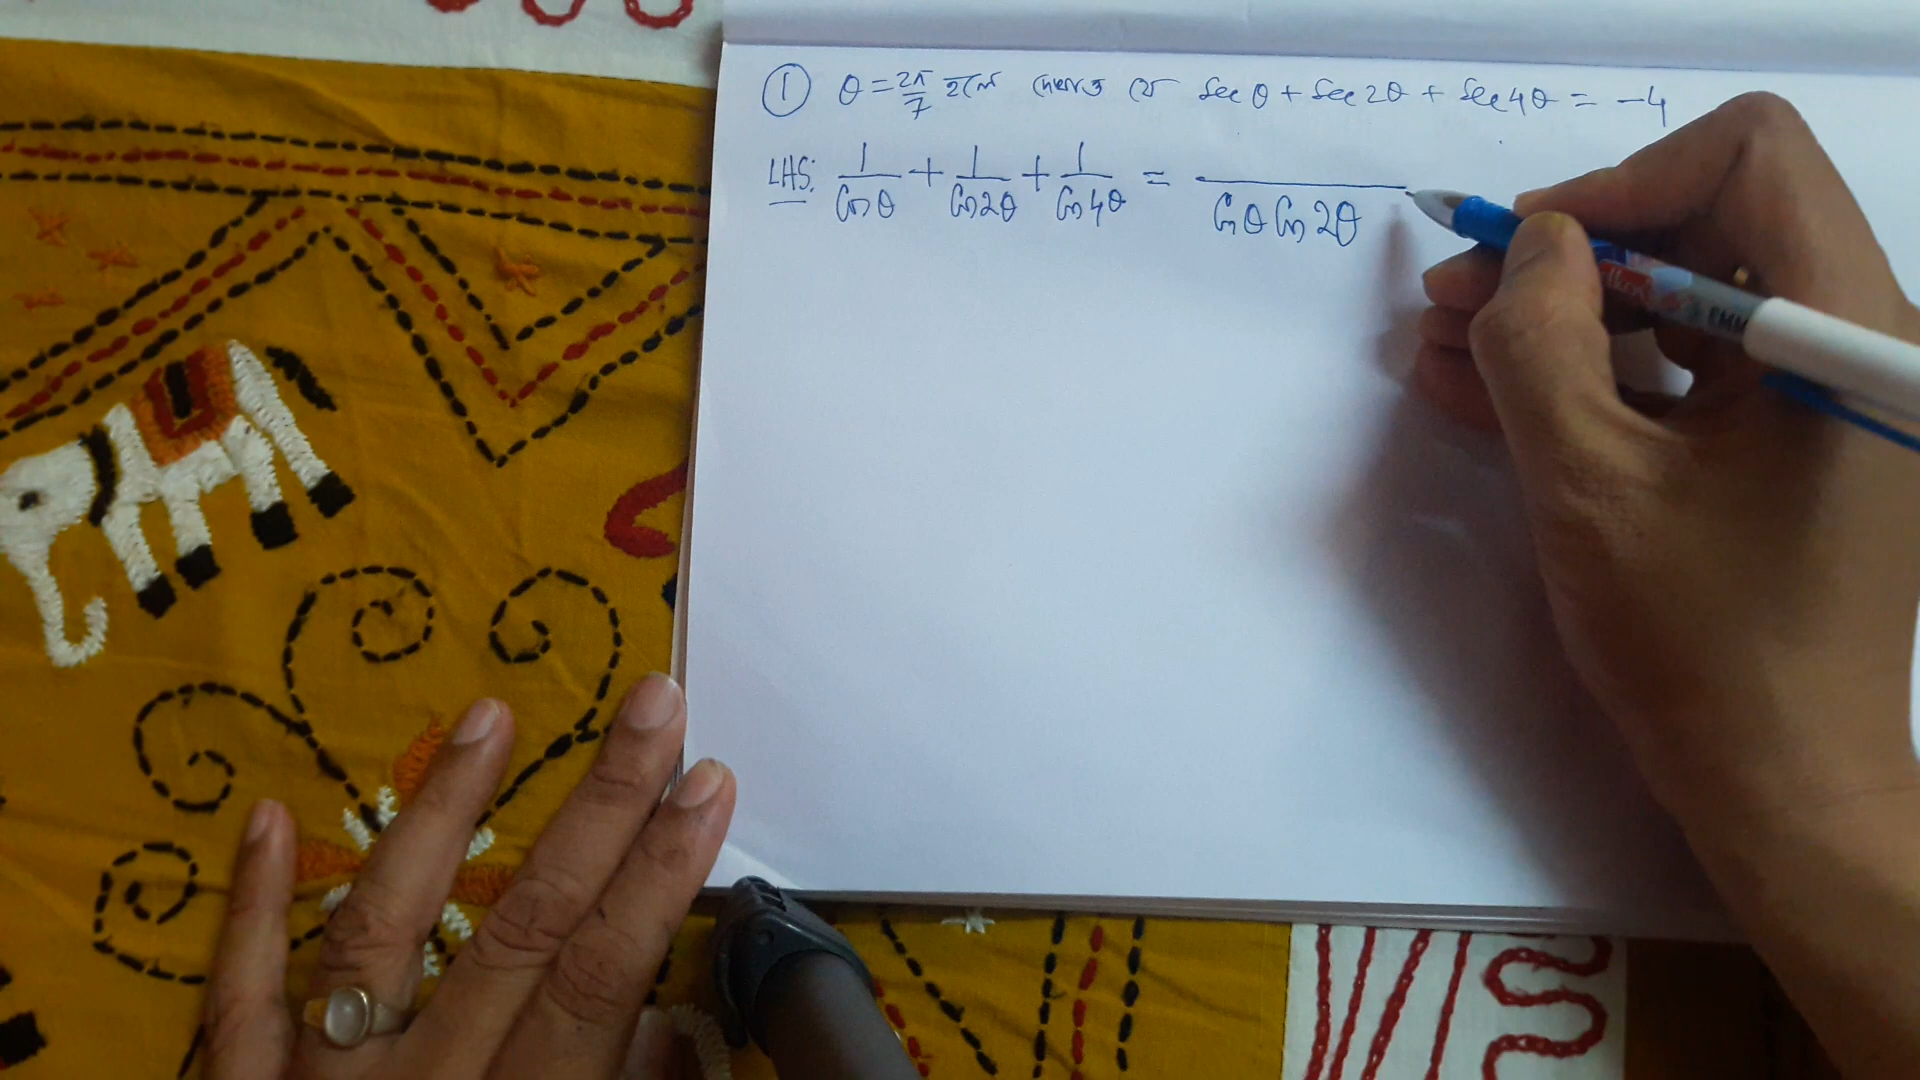 ① θ = 2π/7 হলে দেখাও যে Sec θ + Sec 2θ + Sec 4θ = -4
LHS: 1/Cos θ + 1/Cos 2θ + 1/Cos 4θ = /Cos θ Cos 2θ